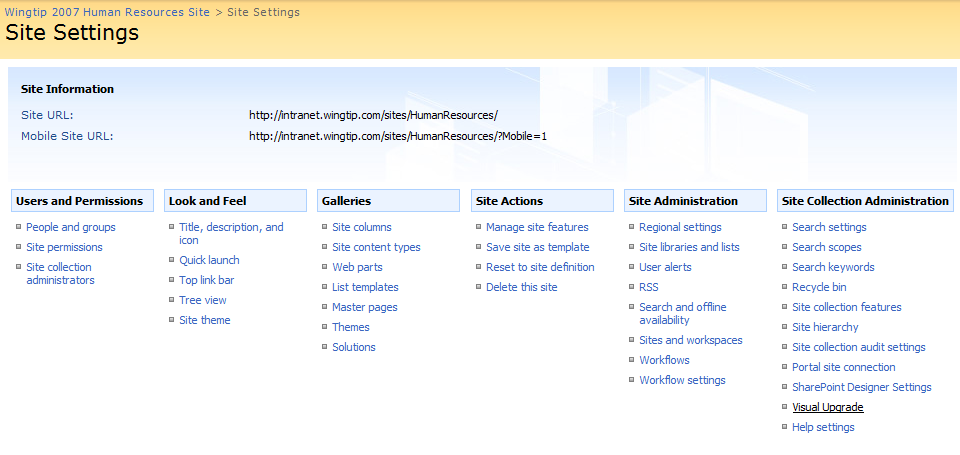 Wingtip 2007 Human Resources Site > Site Settings
Site Settings
Site Information
Site URL: http://intranet.wingtip.com/sites/HumanResources/
Mobile Site URL: http://intranet.wingtip.com/sites/HumanResources/?Mobile=1
Users and Permissions
People and groups
Site permissions
Site collection
administrators
Look and Feel
Title, description, and
icon
Quick launch
Top link bar
Tree view
Site theme
Galleries
Site columns
Site content types
Web parts
List templates
Master pages
Themes
Solutions
Site Actions
Manage site features
Save site as template
Reset to site definition
Delete this site
Site Administration
Regional settings
Site libraries and lists
User alerts
RSS
Search and offline
availability
Sites and workspaces
Workflows
Workflow settings
Site Collection Administration
Search settings
Search scopes
Search keywords
Recycle bin
Site collection features
Site hierarchy
Site collection audit settings
Portal site connection
SharePoint Designer Settings
Visual Upgrade
Help settings